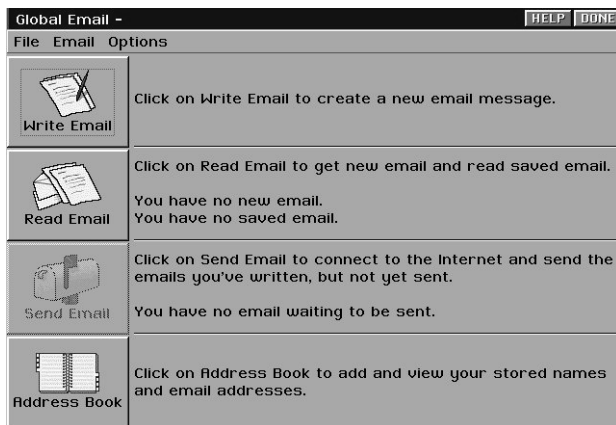 Global Email -
HELP DONE
File Email Options
Write Email
Click on Write Email to create a new email message.
Read Email
Click on Read Email to get new email and read saved email.
You have no new email.
You have no saved email.
Send Email
Click on Send Email to connect to the Internet and send the
emails you've written, but not yet sent.
You have no email waiting to be sent.
Address Book
Click on Address Book to add and view your stored names
and email addresses.